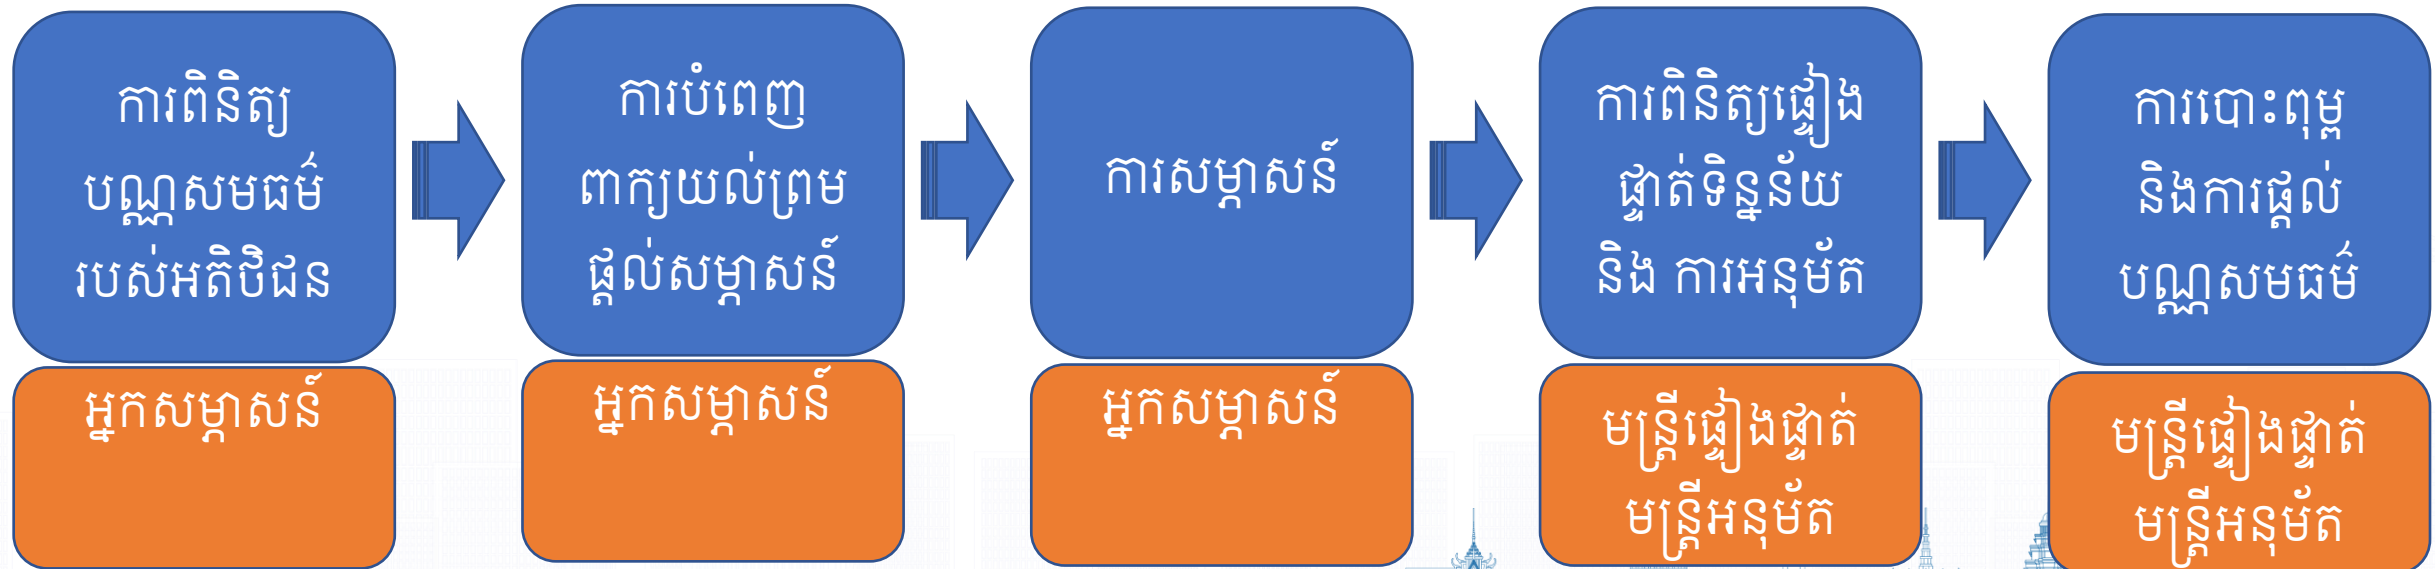 ការពិនិត្យ
បណ្ណសមធម៌
របស់អតិថិជន
ការបំពេញ
ពាក្យយល់ព្រម
ផ្តល់សម្ភាសន៍
ការសម្ភាសន៍
ការពិនិត្យផ្ទៀង
ផ្ទាត់ទិន្នន័យ
និង ការអនុម័ត
ការបោះពុម្ព
និងការផ្តល់
បណ្ណសមធម៌
អ្នកសម្ភាសន៍
អ្នកសម្ភាសន៍
អ្នកសម្ភាសន៍
មន្ត្រីផ្ទៀងផ្ទាត់
មន្ត្រីអនុម័ត
មន្ត្រីផ្ទៀងផ្ទាត់
មន្ត្រីអនុម័ត